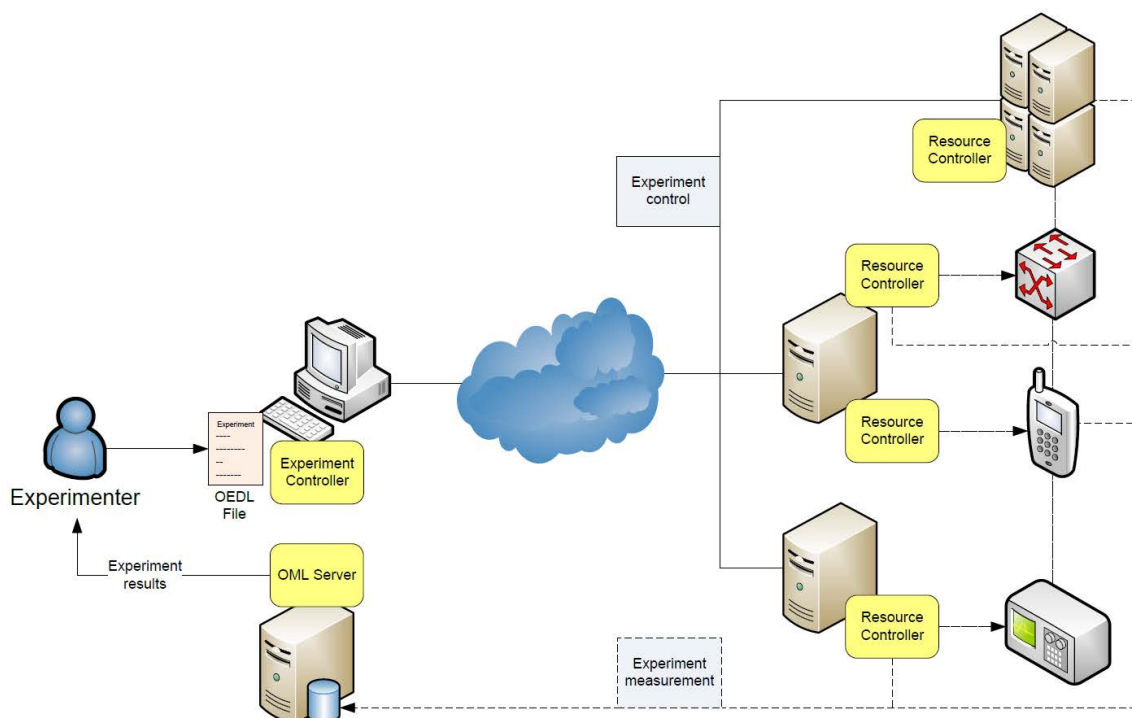 Resource
Controller
Experiment
control
Resource
Controller
Experiment
Resource
Controller
Experiment
Controller
Experimenter
OEDL
File
Experiment
results
OML Server
Resource
Controller
Experiment
measurement